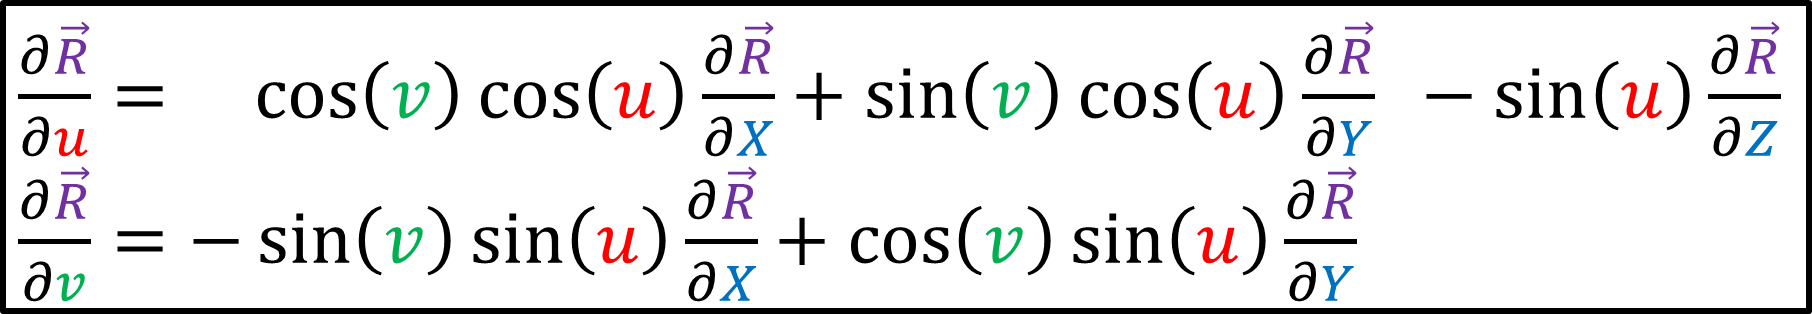 ∂R⃗/∂u = cos(v) cos(u) ∂R⃗/∂X + sin(v) cos(u) ∂R⃗/∂Y − sin(u) ∂R⃗/∂Z
∂R⃗/∂v = − sin(v) sin(u) ∂R⃗/∂X + cos(v) sin(u) ∂R⃗/∂Y